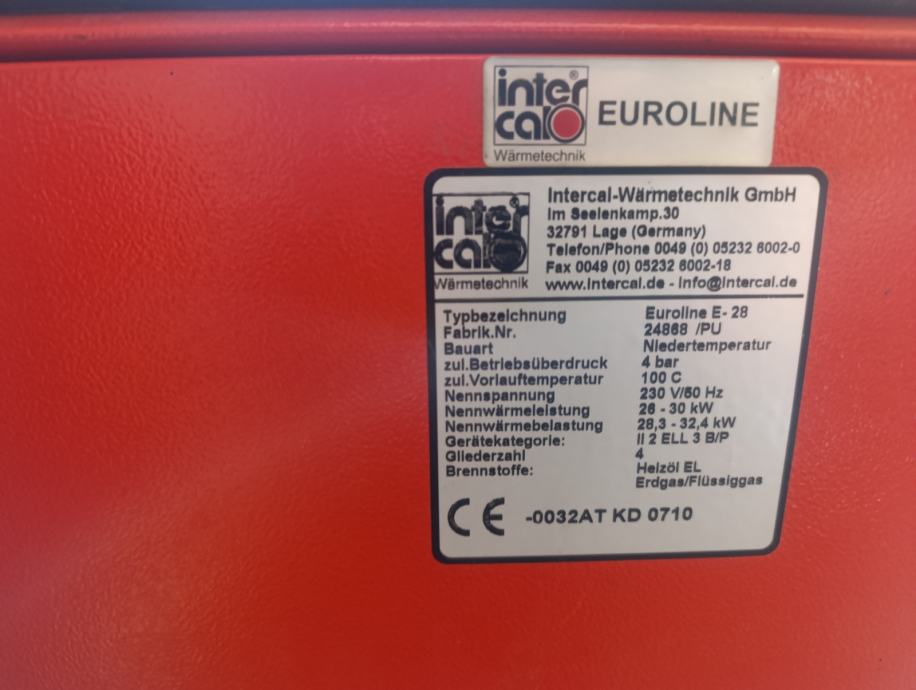 inter
cal
®
EUROLINE
Wärmetechnik
inter
cal
Wärmetechnik
Intercal-Wärmetechnik GmbH
Im Seelenkamp.30
32791 Lage (Germany)
Telefon/Phone 0049 (0) 05232 6002-0
Fax 0049 (0) 05232 6002-18
www.intercal.de - info@intercal.de
Typbezeichnung Euroline E- 28
Fabrik.Nr. 24868 /PU
Bauart Niedertemperatur
zul.Betriebsüberdruck 4 bar
zul.Vorlauftemperatur 100 C
Nennspannung 230 V/50 Hz
Nennwärmeleistung 26 - 30 kW
Nennwärmebelastung 28,3 - 32,4 kW
Gerätekategorie: II 2 ELL 3 B/P
Gliederzahl 4
Brennstoffe: Heizöl EL
Erdgas/Flüssiggas
CE -0032AT KD 0710